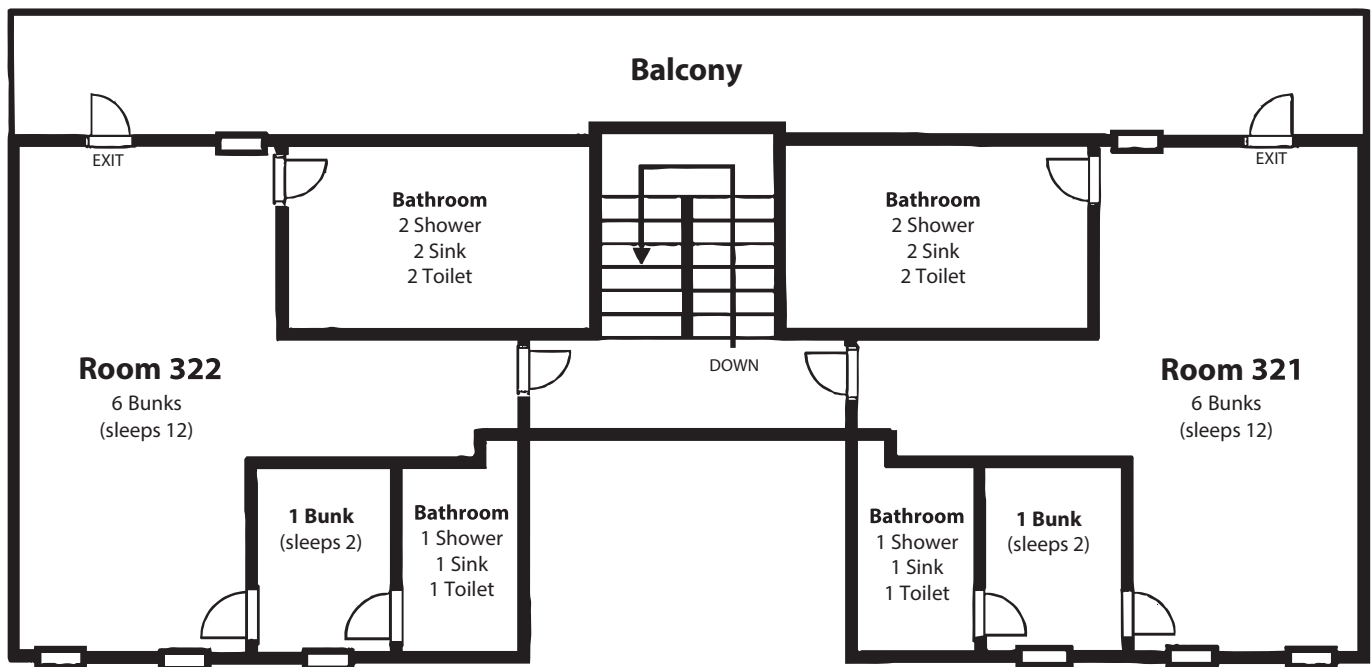 Balcony
EXIT
EXIT
Bathroom
2 Shower
2 Sink
2 Toilet
Bathroom
2 Shower
2 Sink
2 Toilet
DOWN
Room 322
6 Bunks
(sleeps 12)
Room 321
6 Bunks
(sleeps 12)
1 Bunk
(sleeps 2)
Bathroom
1 Shower
1 Sink
1 Toilet
Bathroom
1 Shower
1 Sink
1 Toilet
1 Bunk
(sleeps 2)